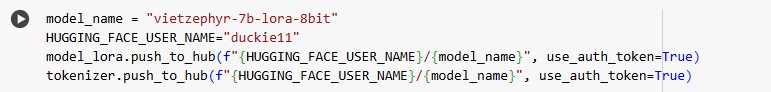 model_name = "vietzephyr-7b-lora-8bit"
HUGGING_FACE_USER_NAME="duckie11"
model_lora.push_to_hub(f"{HUGGING_FACE_USER_NAME}/{model_name}", use_auth_token=True)
tokenizer.push_to_hub(f"{HUGGING_FACE_USER_NAME}/{model_name}", use_auth_token=True)